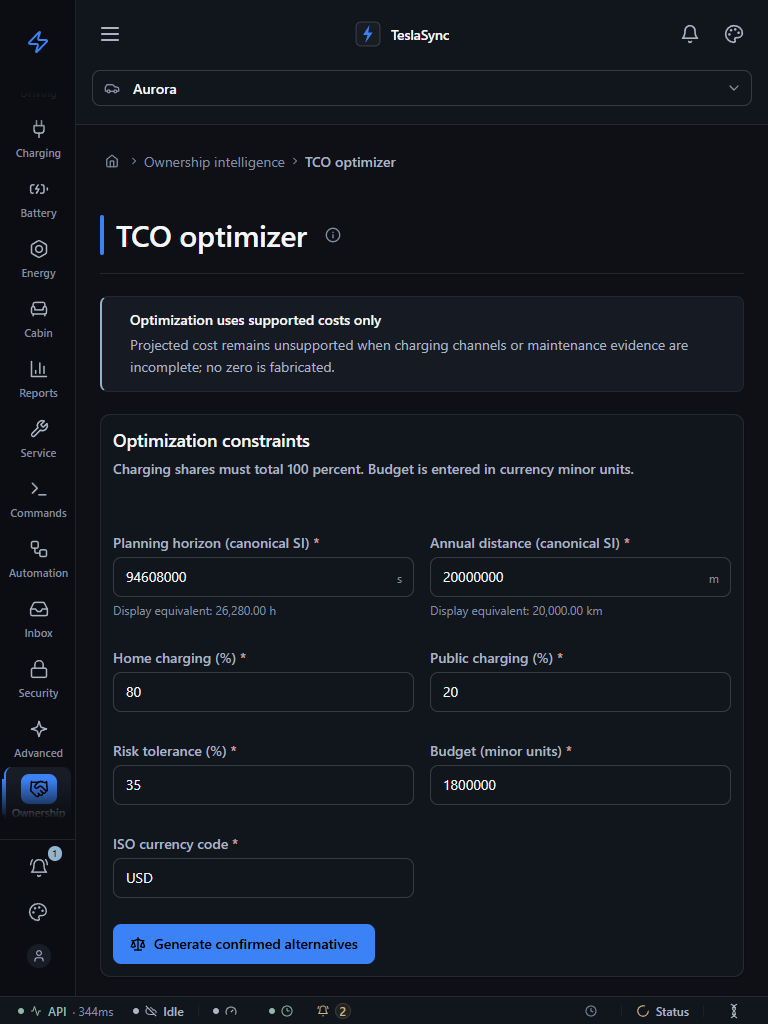 TeslaSync
Aurora
Driving
Charging
Battery
Energy
Cabin
Reports
Service
Commands
Automation
Inbox
Security
Advanced
Ownership
1
Ownership intelligence
TCO optimizer
TCO optimizer
Optimization uses supported costs only
Projected cost remains unsupported when charging channels or maintenance evidence are
incomplete; no zero is fabricated.
Optimization constraints
Charging shares must total 100 percent. Budget is entered in currency minor units.
Planning horizon (canonical SI) *
94608000 s
Display equivalent: 26,280.00 h
Annual distance (canonical SI) *
20000000 m
Display equivalent: 20,000.00 km
Home charging (%) *
80
Public charging (%) *
20
Risk tolerance (%) *
35
Budget (minor units) *
1800000
ISO currency code *
USD
Generate confirmed alternatives
API · 344ms
Idle
2
Status